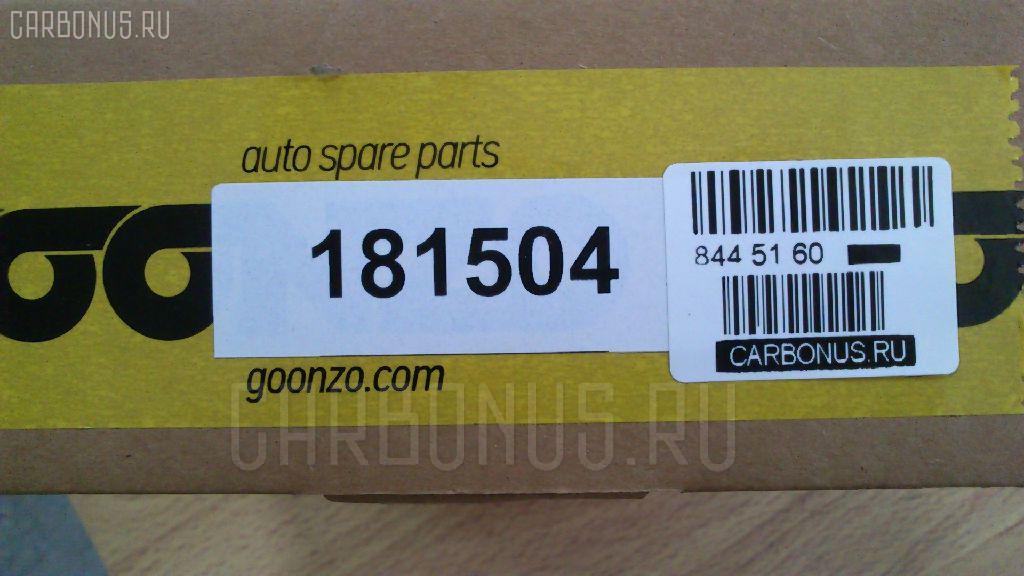 CARBONUS.RU
auto spare parts
181504
844 51 60
CARBONUS.RU
goonzo.com
CARBONUS.RU